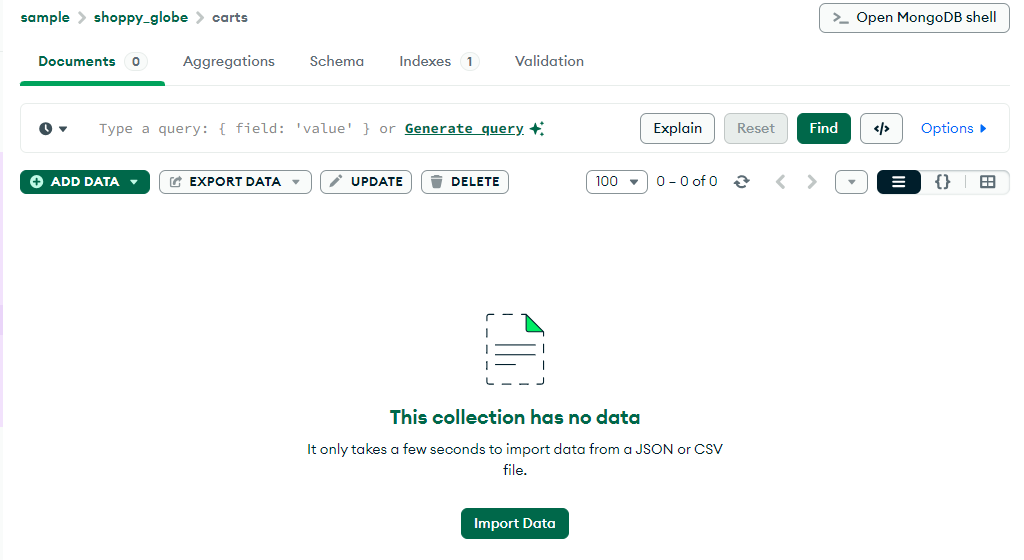 sample > shoppy_globe > carts
>_ Open MongoDB shell
Documents 0 Aggregations Schema Indexes 1 Validation
Type a query: { field: 'value' } or Generate query
Explain Reset Find </> Options
ADD DATA EXPORT DATA UPDATE DELETE 100 0 – 0 of 0 {}
This collection has no data
It only takes a few seconds to import data from a JSON or CSV
file.
Import Data